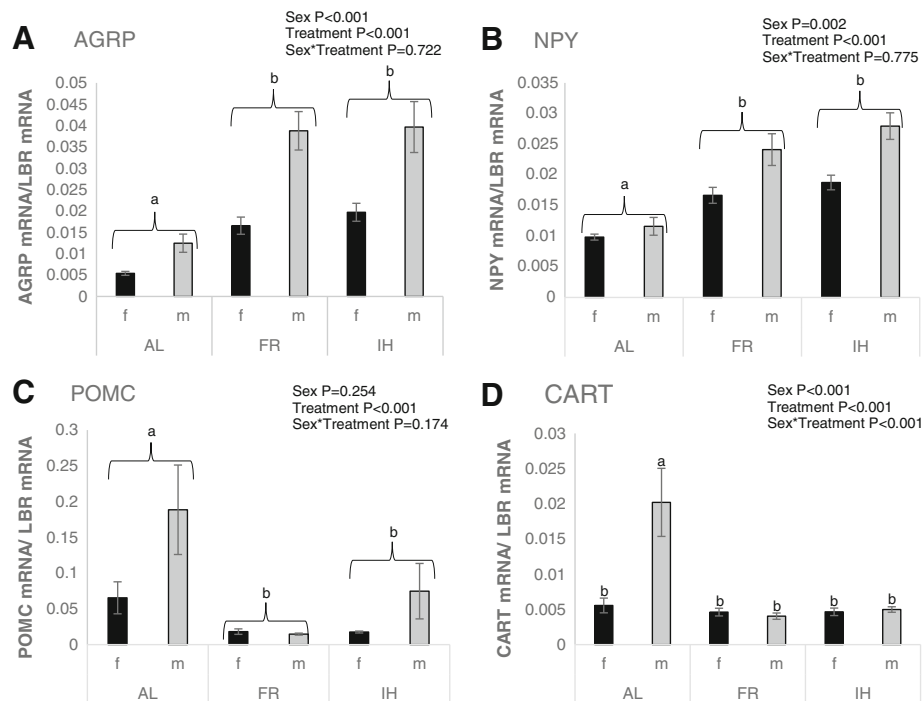 A AGRP
Sex P<0.001
Treatment P<0.001
Sex*Treatment P=0.722
AGRP mRNA/LBR mRNA
0.05
0.045
0.04
0.035
0.03
0.025
0.02
0.015
0.01
0.005
0
a
b
b
f m f m f m
AL FR IH
B NPY
Sex P=0.002
Treatment P<0.001
Sex*Treatment P=0.775
NPY mRNA/LBR mRNA
0.035
0.03
0.025
0.02
0.015
0.01
0.005
0
a
b
b
f m f m f m
AL FR IH
C POMC
Sex P=0.254
Treatment P<0.001
Sex*Treatment P=0.174
POMC mRNA/ LBR mRNA
0.3
0.25
0.2
0.15
0.1
0.05
0
a
b
b
f m f m f m
AL FR IH
D CART
Sex P<0.001
Treatment P<0.001
Sex*Treatment P<0.001
CART mRNA/ LBR mRNA
0.03
0.025
0.02
0.015
0.01
0.005
0
b a b b b b
f m f m f m
AL FR IH